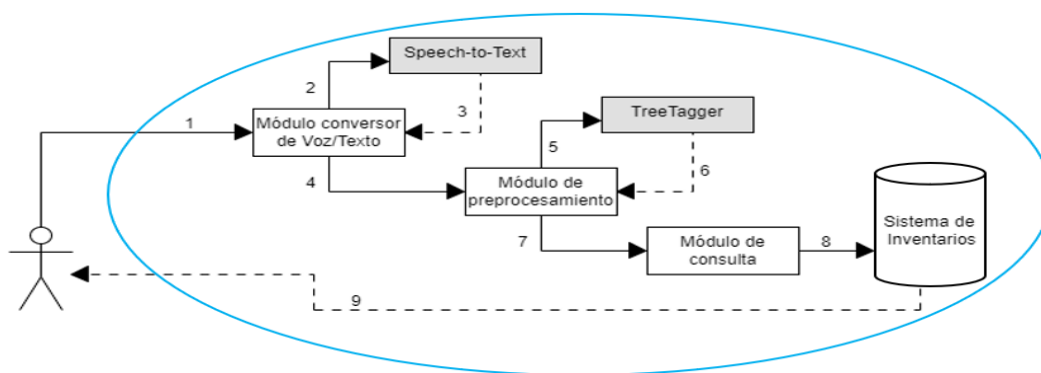 Speech-to-Text
2
3
1
Módulo conversor
de Voz/Texto
TreeTagger
4
5
6
Módulo de
preprocesamiento
7
Módulo de
consulta
8
Sistema de
Inventarios
9